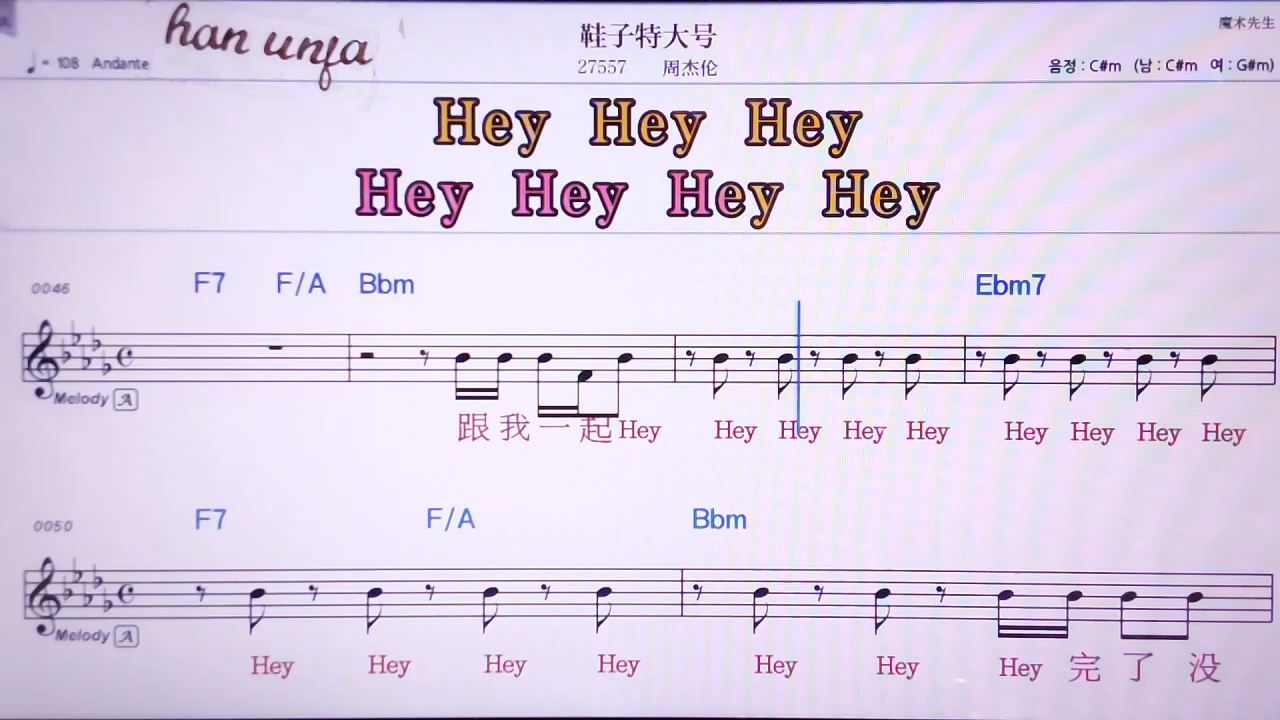 han unfa
鞋子特大号
魔术先生
♩= 108 Andante
27557 周杰伦
음정 : C#m (남 : C#m 여 : G#m)
Hey Hey Hey
Hey Hey Hey Hey
0046 F7 F/A Bbm Ebm7
Melody A
跟我一起 Hey Hey Hey Hey Hey Hey Hey Hey Hey
0050 F7 F/A Bbm
Melody A
Hey Hey Hey Hey Hey Hey Hey 完了没